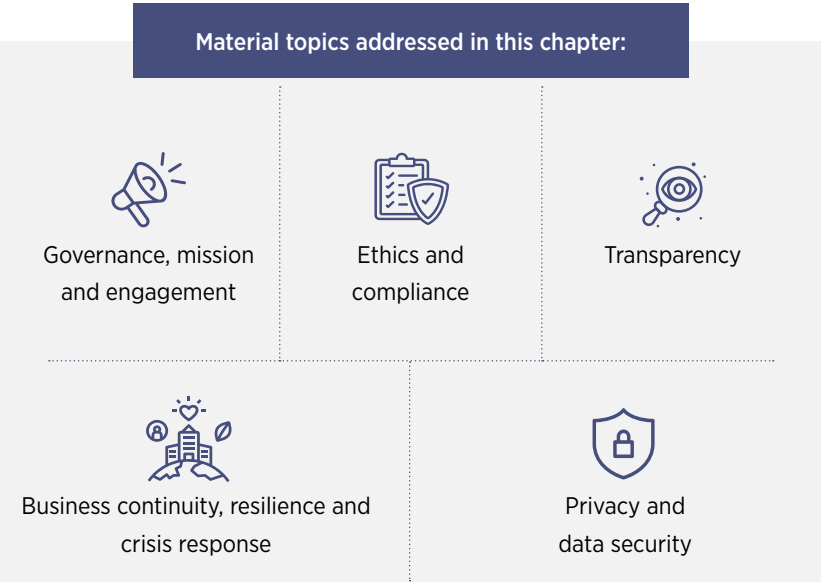 Material topics addressed in this chapter:
Governance, mission
and engagement
Ethics and
compliance
Transparency
Business continuity, resilience and
crisis response
Privacy and
data security